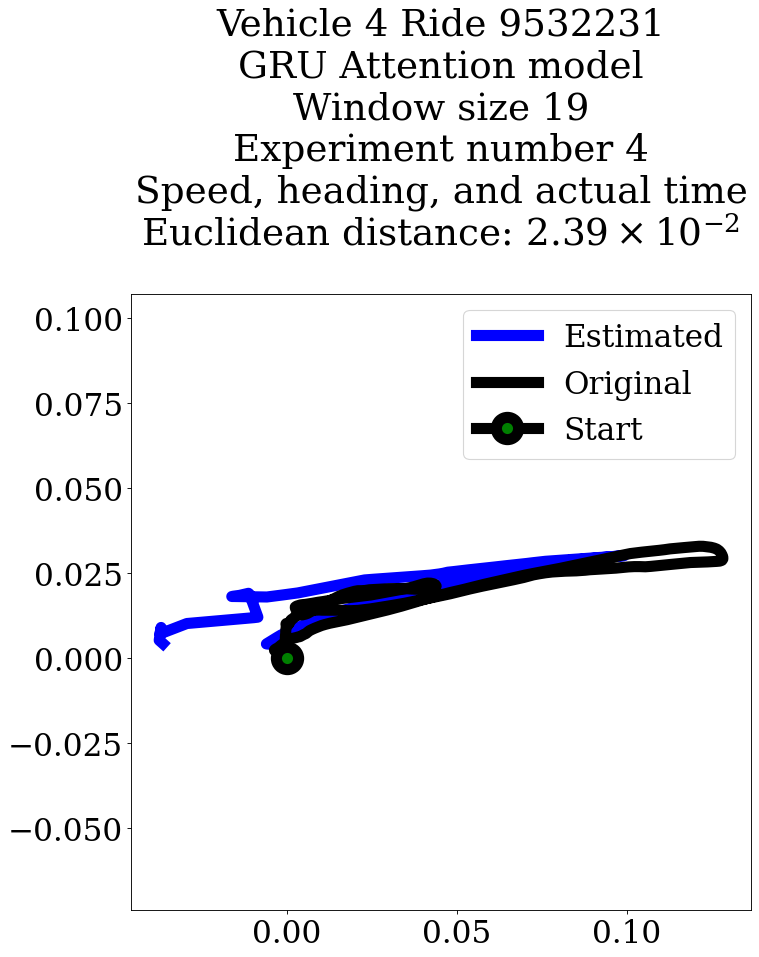 Vehicle 4 Ride 9532231
GRU Attention model
Window size 19
Experiment number 4
Speed, heading, and actual time
Euclidean distance: 2.39 × 10⁻²
Estimated
Original
Start
0.100
0.075
0.050
0.025
0.000
−0.025
−0.050
0.00 0.05 0.10